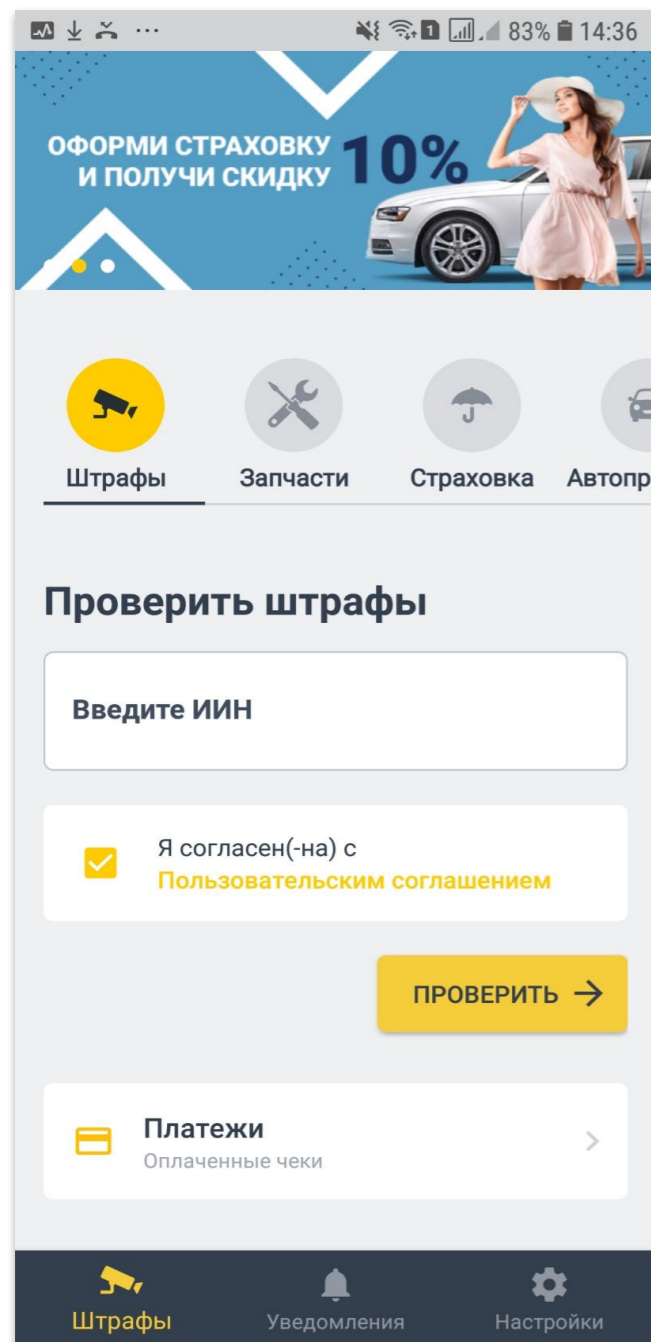 83% 14:36
ОФОРМИ СТРАХОВКУ
И ПОЛУЧИ СКИДКУ
10%
Штрафы Запчасти Страховка Автопр
Проверить штрафы
Введите ИИН
Я согласен(-на) с
Пользовательским соглашением
ПРОВЕРИТЬ
Платежи
Оплаченные чеки
Штрафы Уведомления Настройки